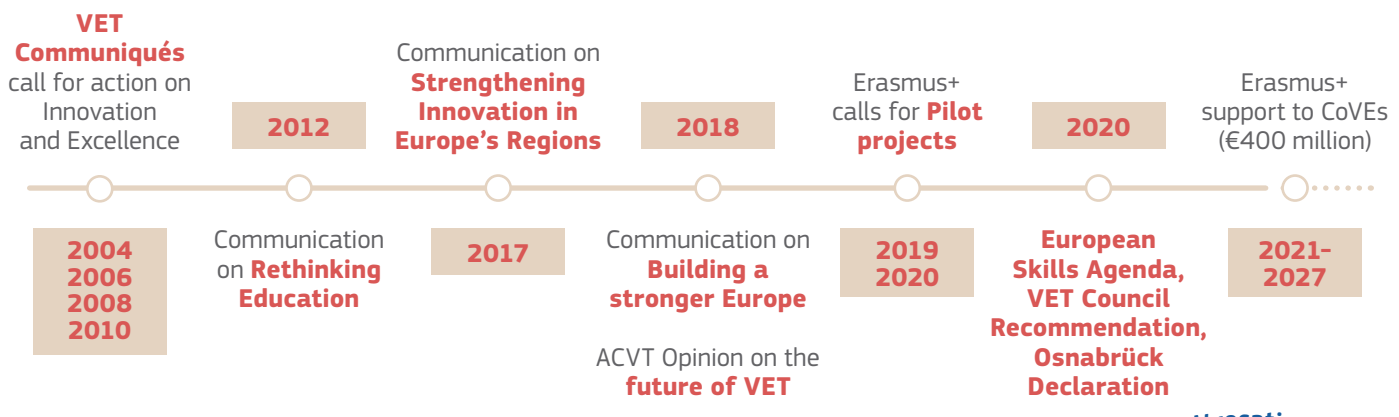 VET
Communiqués
call for action on
Innovation
and Excellence
2004
2006
2008
2010
2012
Communication
on Rethinking
Education
Communication on
Strengthening
Innovation in
Europe's Regions
2017
2018
Communication on
Building a
stronger Europe
ACVT Opinion on the
future of VET
Erasmus+
calls for Pilot
projects
2019
2020
2020
European
Skills Agenda,
VET Council
Recommendation,
Osnabrück
Declaration
Erasmus+
support to CoVEs
(€400 million)
2021–
2027